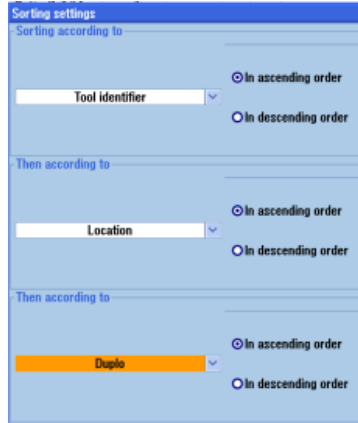 Sorting settings
Sorting according to
In ascending order
Tool identifier
In descending order
Then according to
In ascending order
Location
In descending order
Then according to
In ascending order
Duplo
In descending order